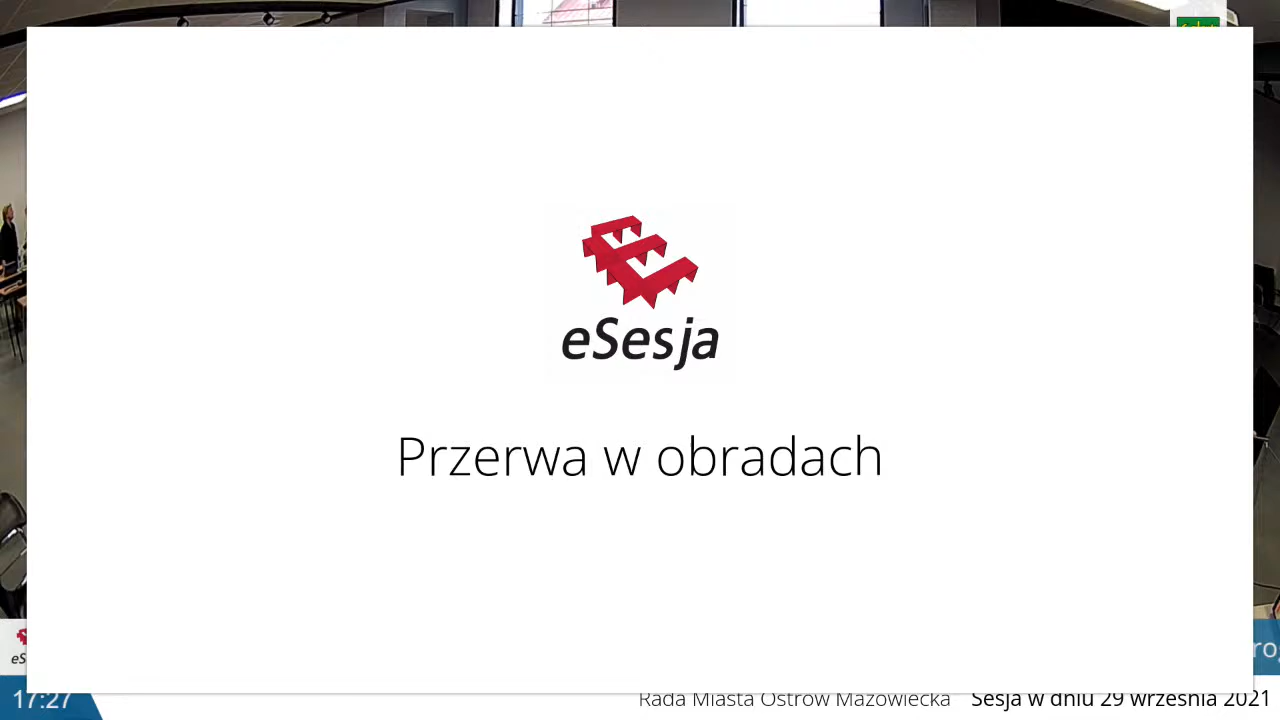 eSesja
Przerwa w obradach
17:27
Rada Miasta Ostrów Mazowiecka Sesja w dniu 29 września 2021